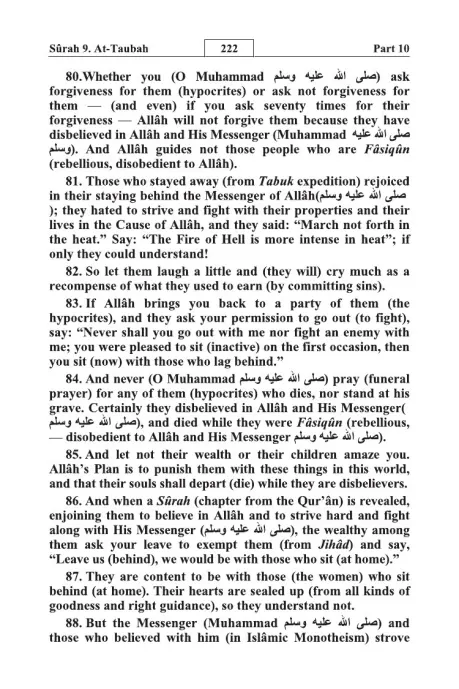 Sûrah 9. At-Taubah 222 Part 10
80.Whether you (O Muhammad صلى الله عليه وسلم) ask
forgiveness for them (hypocrites) or ask not forgiveness for
them — (and even) if you ask seventy times for their
forgiveness — Allâh will not forgive them because they have
disbelieved in Allâh and His Messenger (Muhammad صلى الله عليه
وسلم). And Allâh guides not those people who are Fâsiqûn
(rebellious, disobedient to Allâh).
81. Those who stayed away (from Tabuk expedition) rejoiced
in their staying behind the Messenger of Allâh(صلى الله عليه وسلم
); they hated to strive and fight with their properties and their
lives in the Cause of Allâh, and they said: “March not forth in
the heat.” Say: “The Fire of Hell is more intense in heat”; if
only they could understand!
82. So let them laugh a little and (they will) cry much as a
recompense of what they used to earn (by committing sins).
83. If Allâh brings you back to a party of them (the
hypocrites), and they ask your permission to go out (to fight),
say: “Never shall you go out with me nor fight an enemy with
me; you were pleased to sit (inactive) on the first occasion, then
you sit (now) with those who lag behind.”
84. And never (O Muhammad صلى الله عليه وسلم) pray (funeral
prayer) for any of them (hypocrites) who dies, nor stand at his
grave. Certainly they disbelieved in Allâh and His Messenger(
صلى الله عليه وسلم), and died while they were Fâsiqûn (rebellious,
— disobedient to Allâh and His Messenger صلى الله عليه وسلم).
85. And let not their wealth or their children amaze you.
Allâh’s Plan is to punish them with these things in this world,
and that their souls shall depart (die) while they are disbelievers.
86. And when a Sûrah (chapter from the Qur’ân) is revealed,
enjoining them to believe in Allâh and to strive hard and fight
along with His Messenger (صلى الله عليه وسلم), the wealthy among
them ask your leave to exempt them (from Jihâd) and say,
“Leave us (behind), we would be with those who sit (at home).”
87. They are content to be with (the women) who sit
behind (at home). Their hearts are sealed up (from all kinds of
goodness and right guidance), so they understand not.
88. But the Messenger (Muhammad صلى الله عليه وسلم) and
those who believed with him (in Islâmic Monotheism) strove